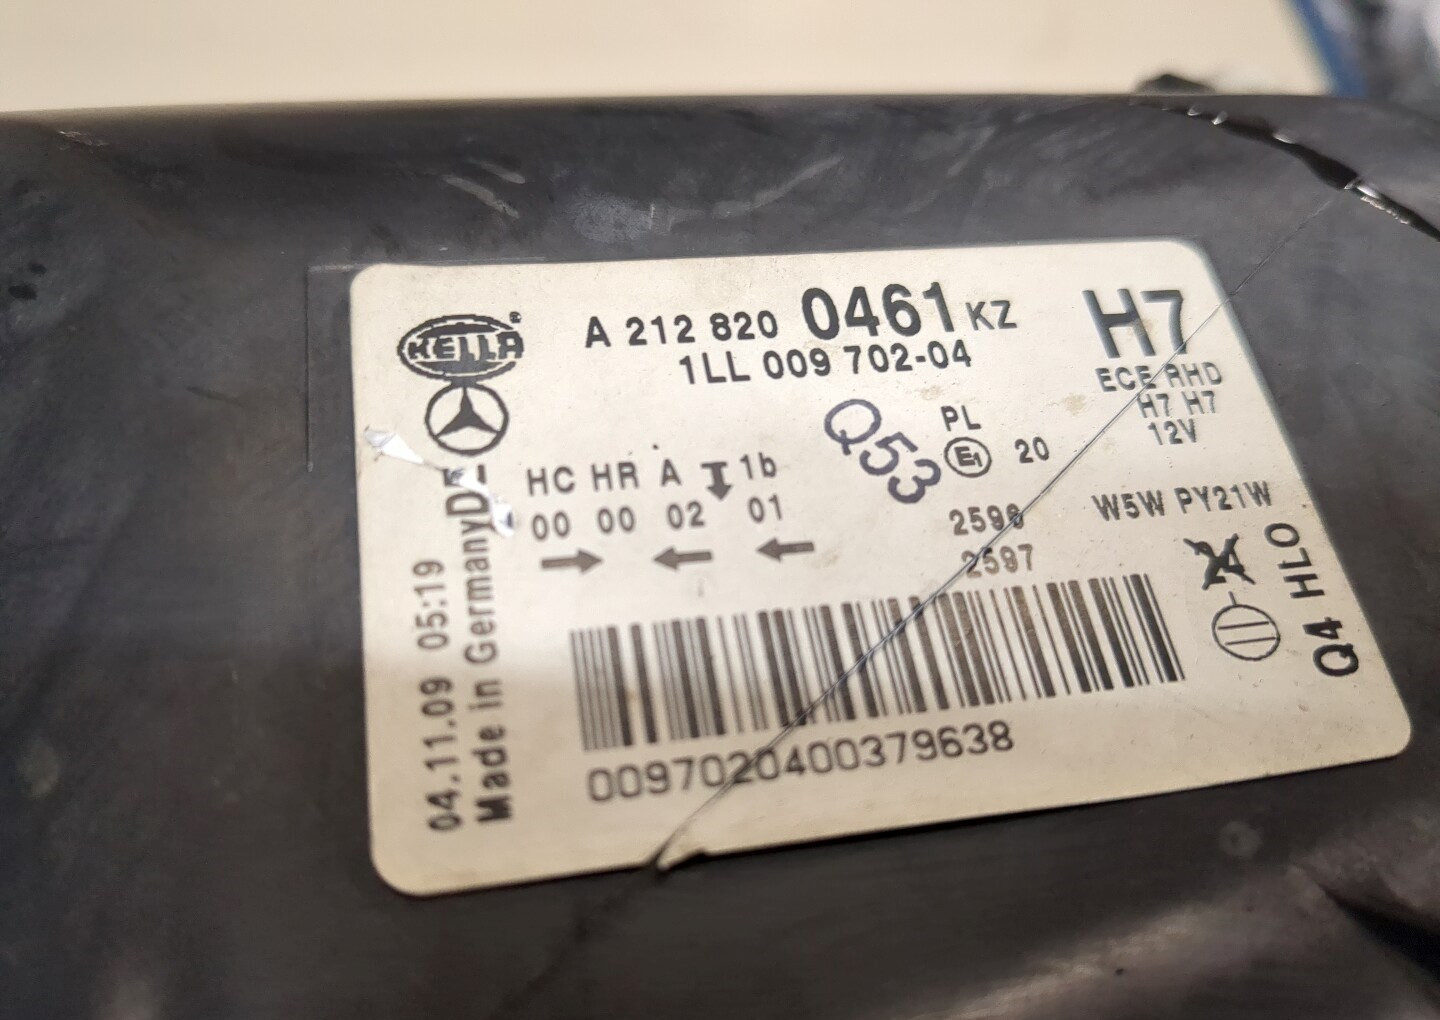 HELLA ®
A 212 820 0461 KZ
1LL 009 702-04
H7
ECE RHD
H7 H7
12V
Q53
PL
E1 20
HC HR A 1b
00 00 02 01
2596
2597
W5W PY21W
24
HLO
Q4
04.11.09 05:19
Made in Germany DE
0097020400379638